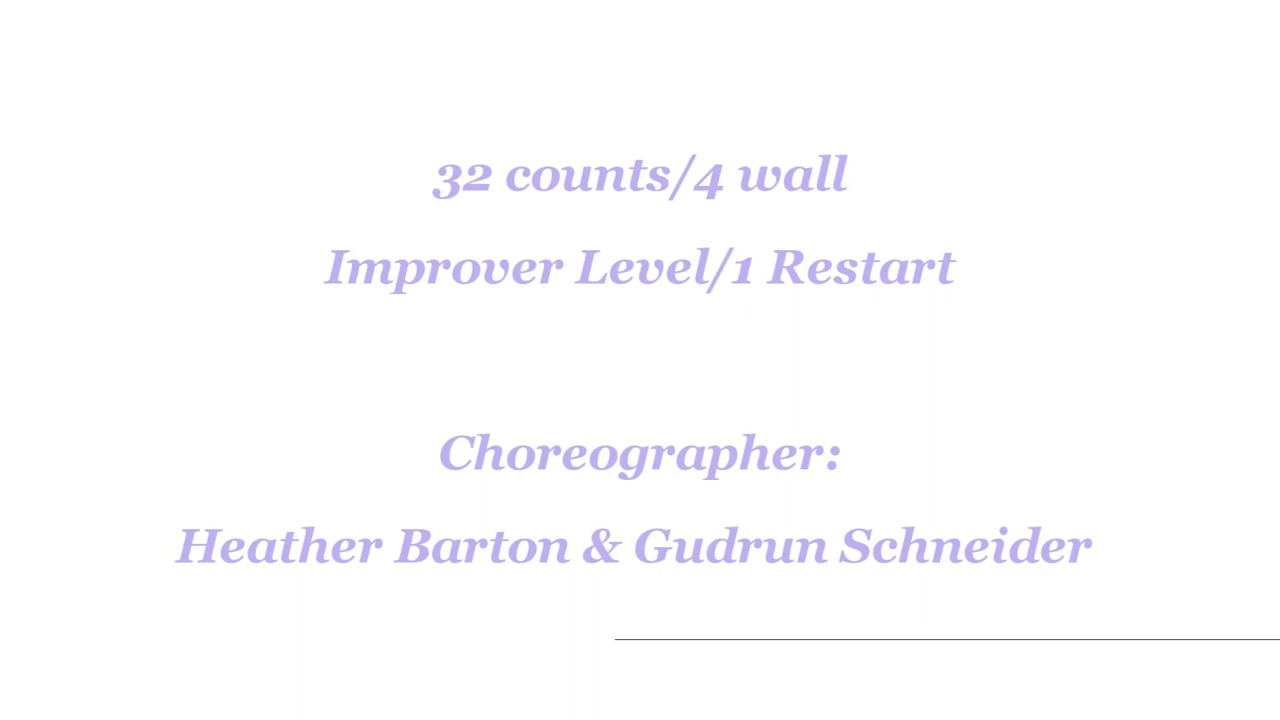 32 counts/4 wall
Improver Level/1 Restart
Choreographer:
Heather Barton & Gudrun Schneider